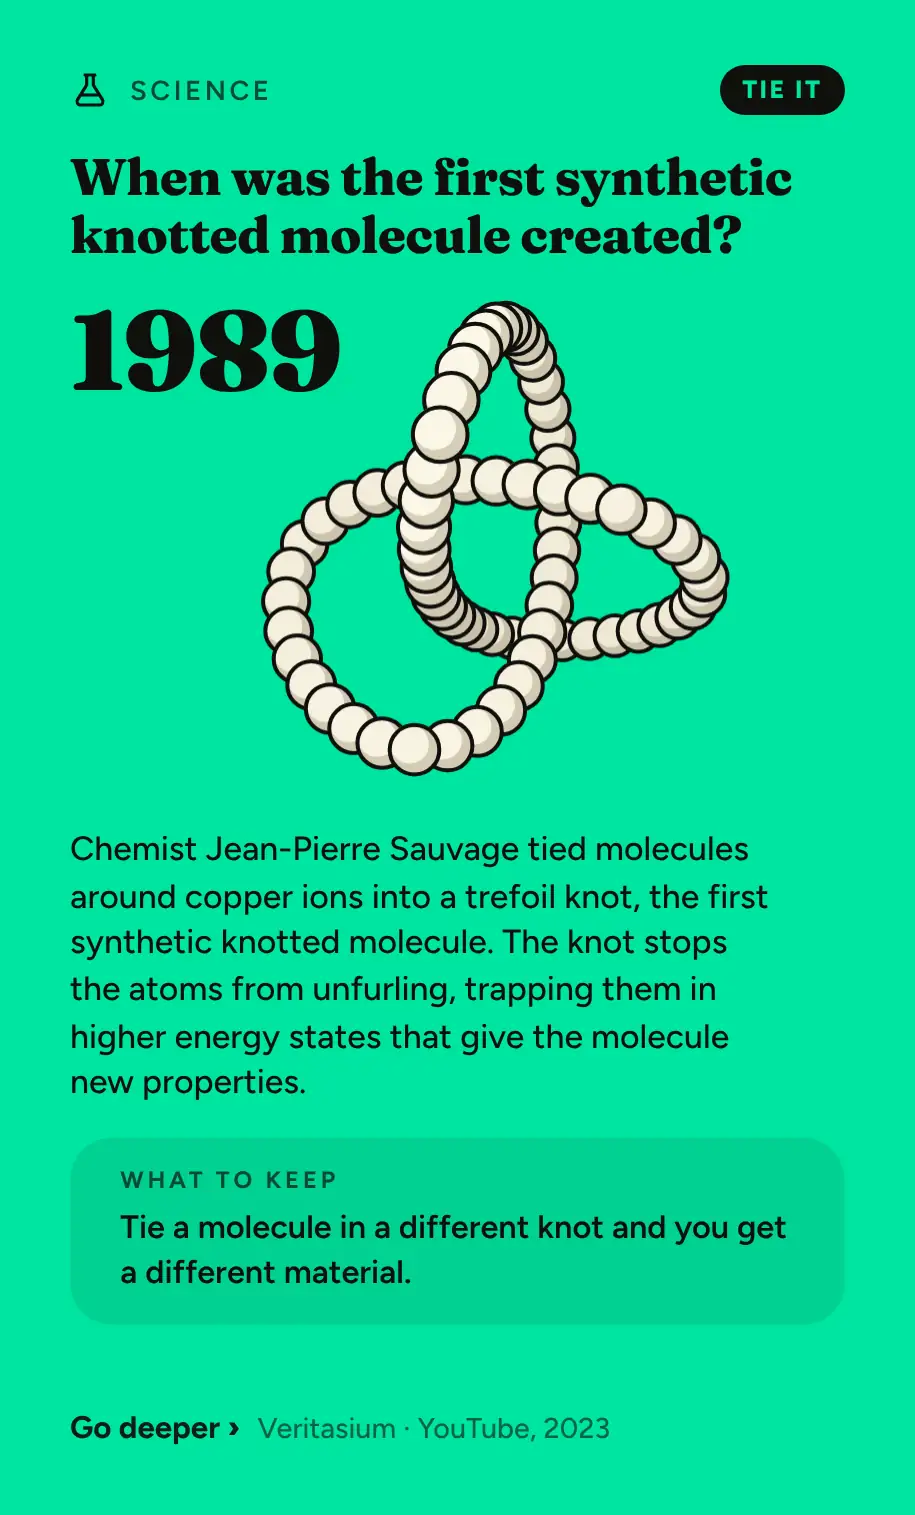 SCIENCE
TIE IT
When was the first synthetic
knotted molecule created?
1989
Chemist Jean-Pierre Sauvage tied molecules
around copper ions into a trefoil knot, the first
synthetic knotted molecule. The knot stops
the atoms from unfurling, trapping them in
higher energy states that give the molecule
new properties.
WHAT TO KEEP
Tie a molecule in a different knot and you get
a different material.
Go deeper › Veritasium · YouTube, 2023